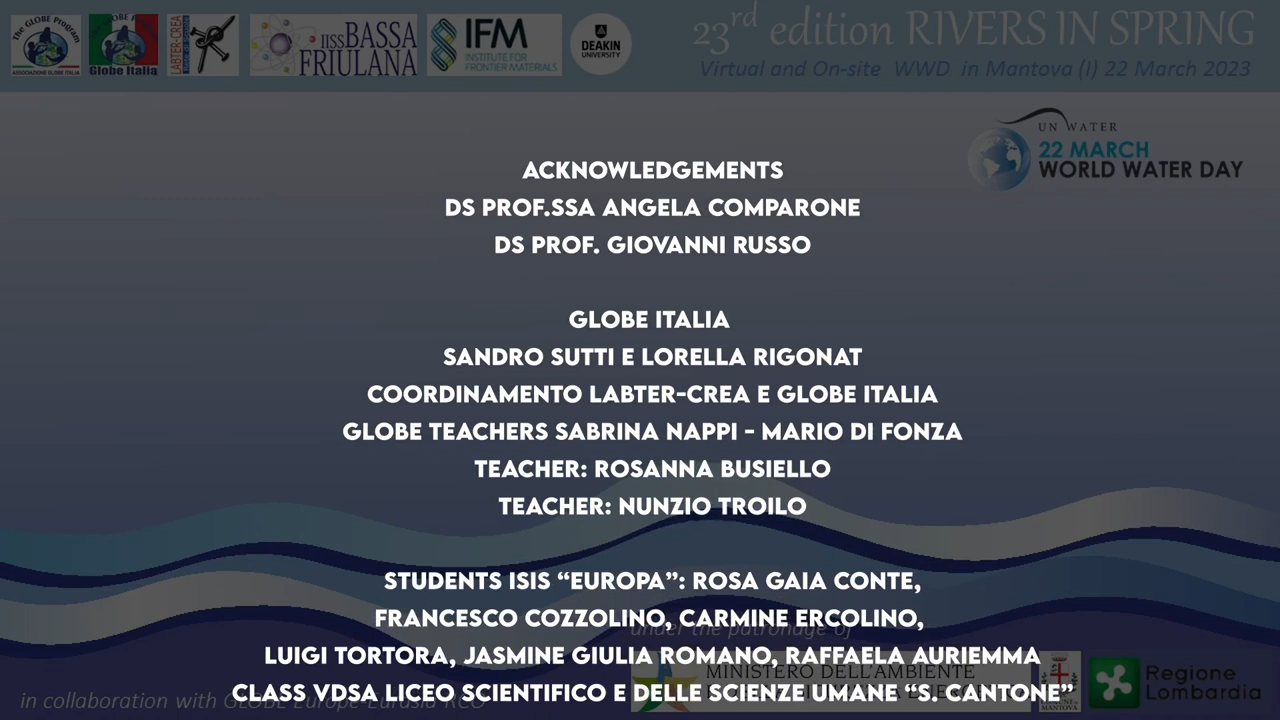 The GLOBE Program
ASSOCIAZIONE GLOBE ITALIA
Globe Italia
LABTER-CREA
IISS BASSA
FRIULANA
IFM
INSTITUTE FOR
FRONTIER MATERIALS
DEAKIN
UNIVERSITY
23rd edition RIVERS IN SPRING
Virtual and On-site WWD in Mantova (I) 22 March 2023
UN WATER
22 MARCH
WORLD WATER DAY
ACKNOWLEDGEMENTS
DS PROF.SSA ANGELA COMPARONE
DS PROF. GIOVANNI RUSSO
GLOBE ITALIA
SANDRO SUTTI E LORELLA RIGONAT
COORDINAMENTO LABTER-CREA E GLOBE ITALIA
GLOBE TEACHERS SABRINA NAPPI - MARIO DI FONZA
TEACHER: ROSANNA BUSIELLO
TEACHER: NUNZIO TROILO
STUDENTS ISIS “EUROPA”: ROSA GAIA CONTE,
FRANCESCO COZZOLINO, CARMINE ERCOLINO,
under the patronage of
LUIGI TORTORA, JASMINE GIULIA ROMANO, RAFFAELA AURIEMMA
MINISTERO DELL'AMBIENTE
CLASS VDSA LICEO SCIENTIFICO E DELLE SCIENZE UMANE “S. CANTONE”
in collaboration with GLOBE Europe-Eurasia RCO
MANTOVA
Regione
Lombardia